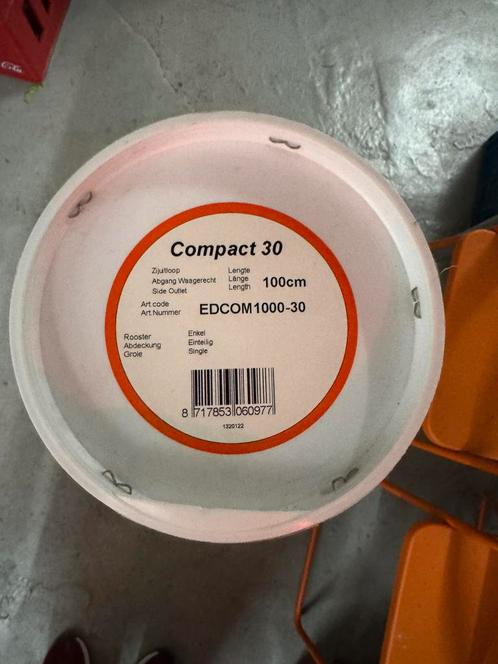 Compact 30
Zijuitloop
Abgang Waagerecht
Side Outlet
Lengte
Länge
Length
100cm
Art.code
Art.Nummer
EDCOM1000-30
Rooster
Abdeckung
Groie
Enkel
Einteilig
Single
8 717853 060977
1320122